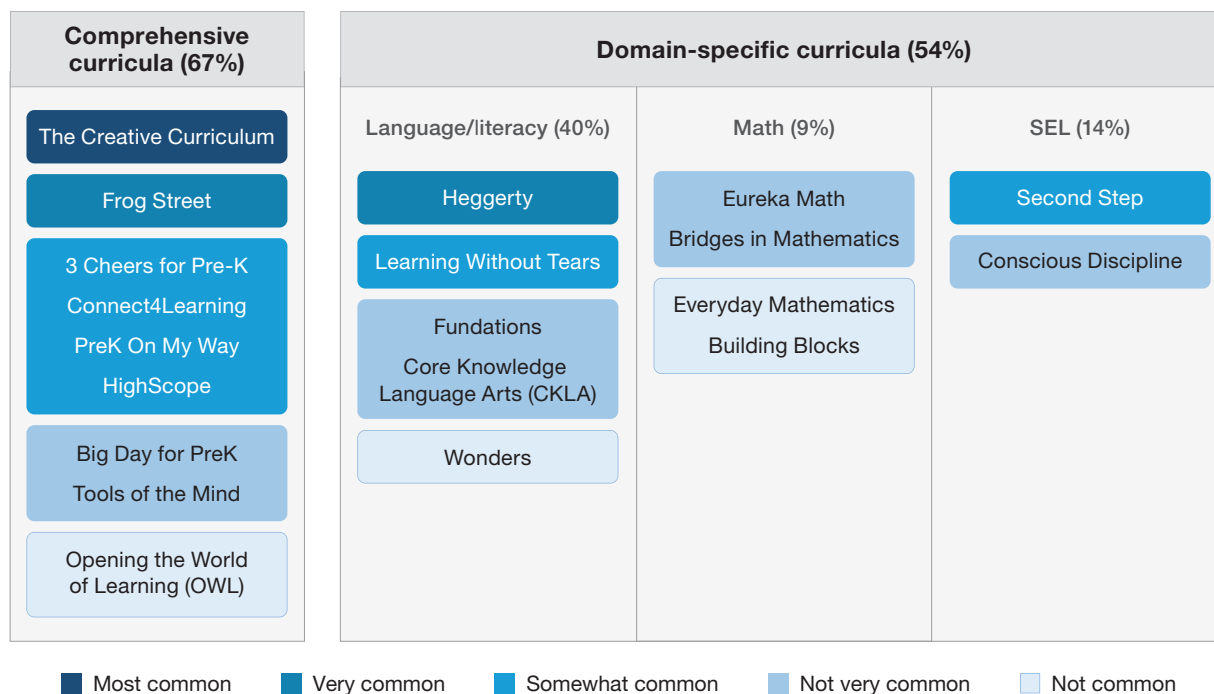 Comprehensive
curricula (67%)
The Creative Curriculum
Frog Street
3 Cheers for Pre-K
Connect4Learning
PreK On My Way
HighScope
Big Day for PreK
Tools of the Mind
Opening the World
of Learning (OWL)
Domain-specific curricula (54%)
Language/literacy (40%)
Heggerty
Learning Without Tears
Fundations
Core Knowledge
Language Arts (CKLA)
Wonders
Math (9%)
Eureka Math
Bridges in Mathematics
Everyday Mathematics
Building Blocks
SEL (14%)
Second Step
Conscious Discipline
Most common
Very common
Somewhat common
Not very common
Not common